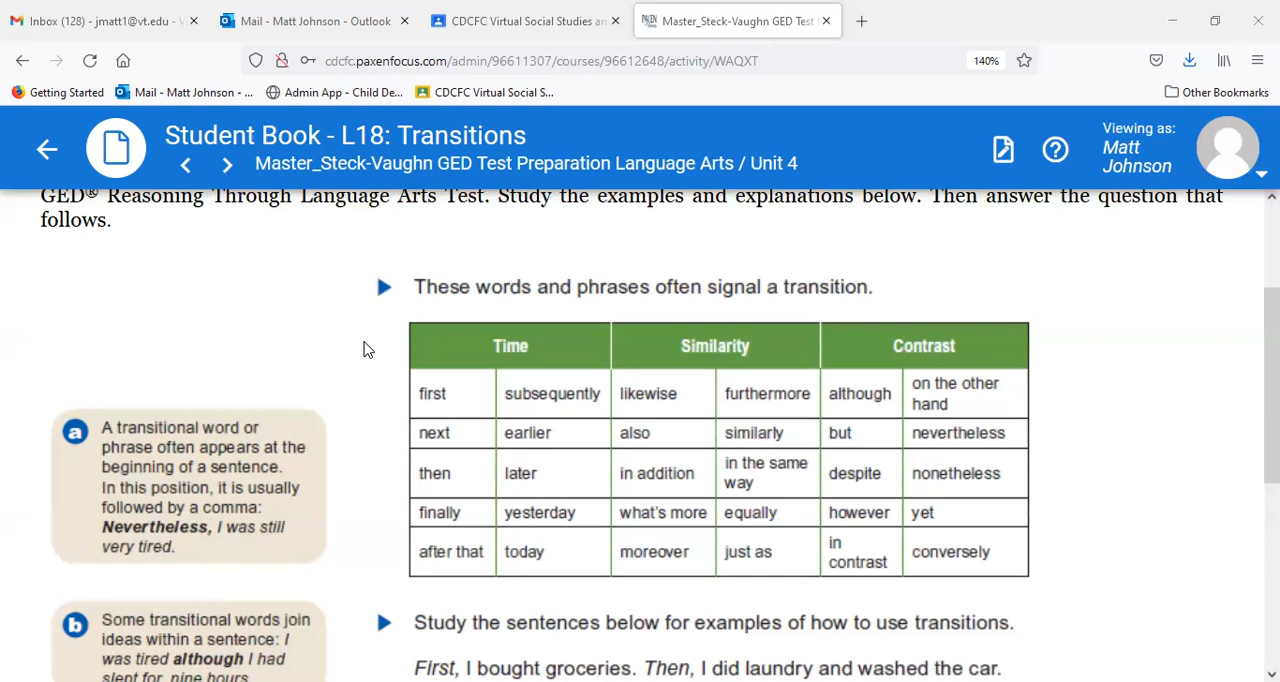 Inbox (128) - jmatt1@vt.edu -
Mail - Matt Johnson - Outlook
CDCFC Virtual Social Studies an
PAXEN
Master_Steck-Vaughn GED Test
cdcfc.paxenfocus.com/admin/96611307/courses/96612648/activity/WAQXT
140%
Getting Started
Mail - Matt Johnson - ...
Admin App - Child De...
CDCFC Virtual Social S...
Other Bookmarks
Student Book - L18: Transitions
Master_Steck-Vaughn GED Test Preparation Language Arts / Unit 4
Viewing as:
Matt
Johnson
GED® Reasoning Through Language Arts Test. Study the examples and explanations below. Then answer the question that
follows.
These words and phrases often signal a transition.
Time Similarity Contrast
first subsequently likewise furthermore although on the other hand
next earlier also similarly but nevertheless
then later in addition in the same way despite nonetheless
finally yesterday what's more equally however yet
after that today moreover just as in contrast conversely
a
A transitional word or
phrase often appears at the
beginning of a sentence.
In this position, it is usually
followed by a comma:
Nevertheless, I was still
very tired.
b
Some transitional words join
ideas within a sentence: I
was tired although I had
slept for nine hours
Study the sentences below for examples of how to use transitions.
First, I bought groceries. Then, I did laundry and washed the car.